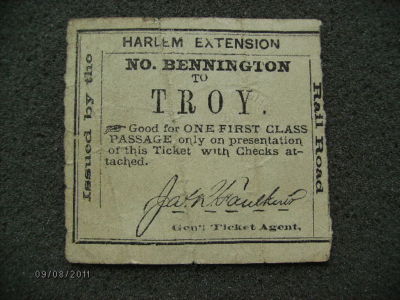 HARLEM EXTENSION
Issued by the
Rail Road
NO. BENNINGTON
TO
TROY.
Good for ONE FIRST CLASS
PASSAGE only on presentation
of this Ticket with Checks at-
tached.
Gen'l Ticket Agent,
09/08/2011